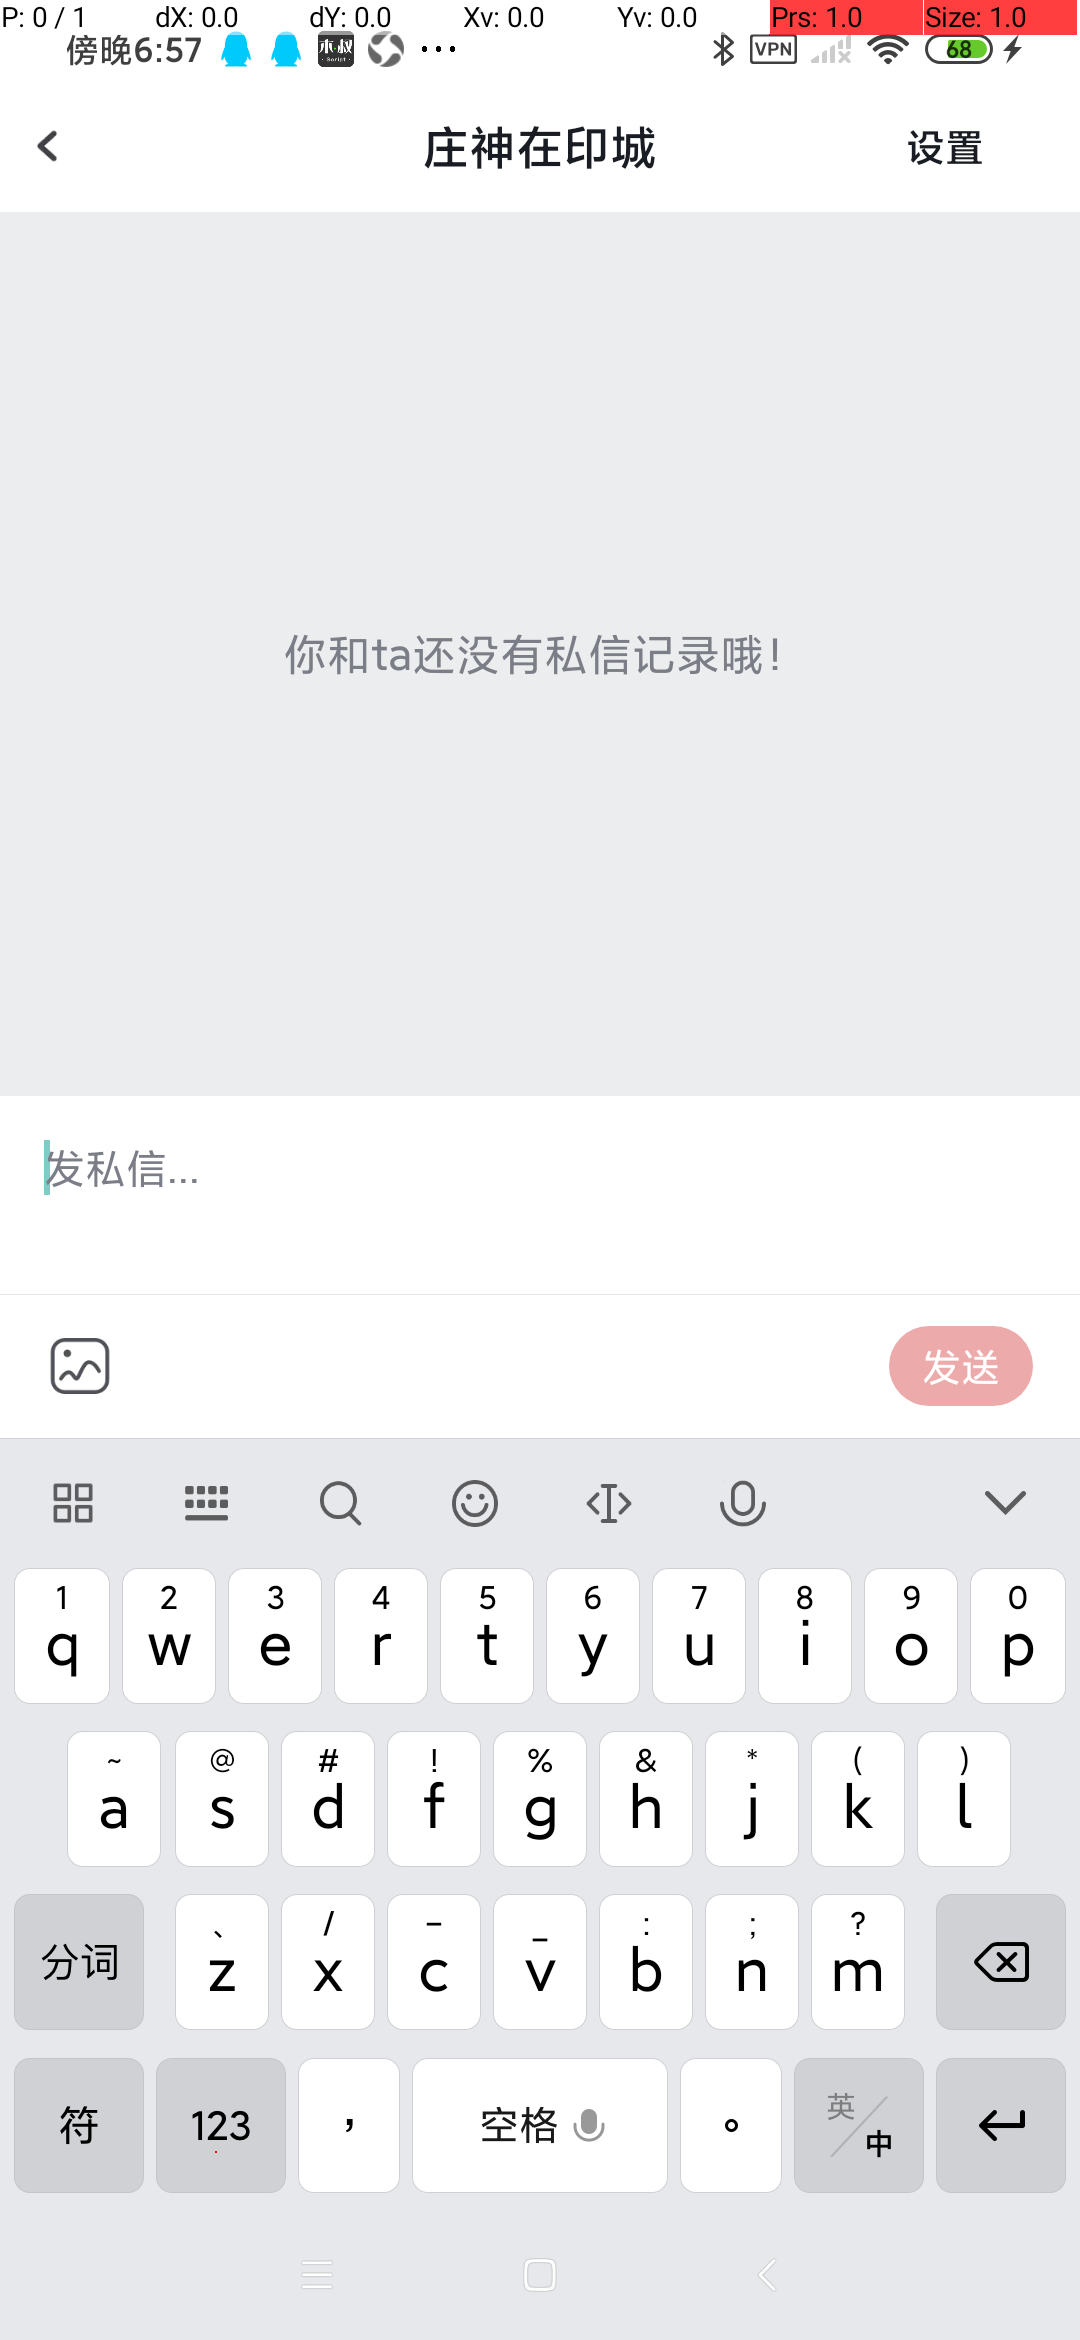 P: 0 / 1 dX: 0.0 dY: 0.0 Xv: 0.0 Yv: 0.0 Prs: 1.0 Size: 1.0
傍晚6:57 木叔 Script ... VPN 68
庄神在印城 设置
你和ta还没有私信记录哦!
发私信...
发送
1 2 3 4 5 6 7 8 9 0
q w e r t y u i o p
~ @ # ! % & * ( )
a s d f g h j k l
、 / - _ : ; ?
分词 z x c v b n m
符 123 , 空格 。 英/中